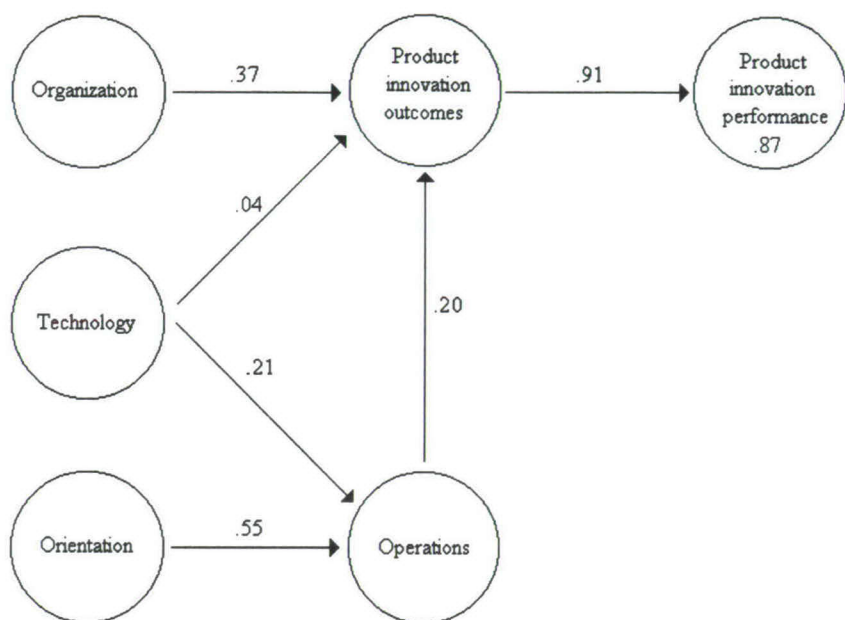 Organization
.37
Product
innovation
outcomes
.91
Product
innovation
performance
.87
.04
Technology
.20
.21
Orientation
.55
Operations